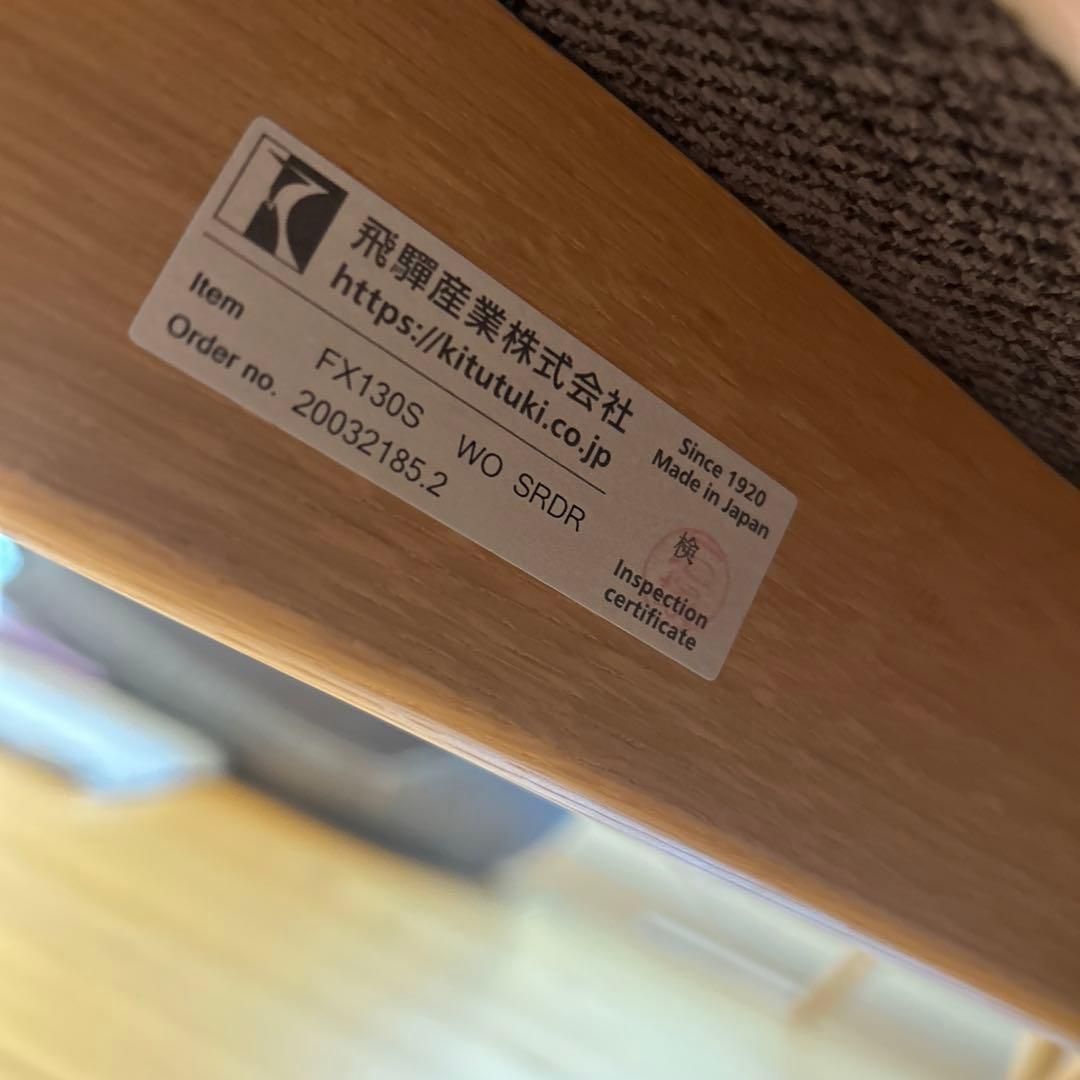 飛驒産業株式会社
https://kitutuki.co.jp
Since 1920
Made in Japan
Item FX130S WO SRDR
Order no. 20032185.2
検
Inspection
certificate